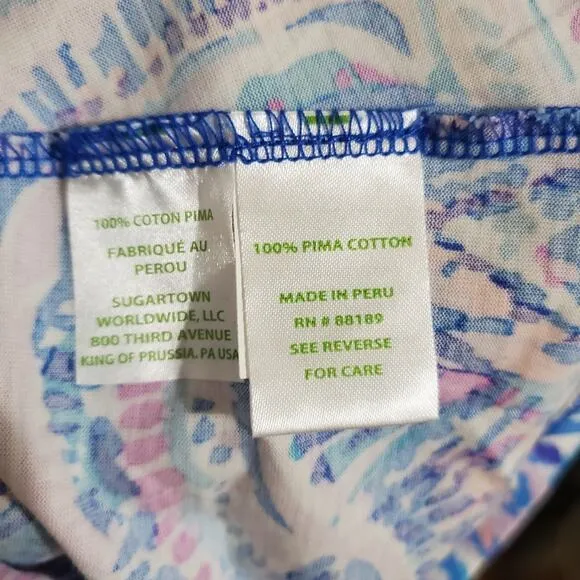 100% COTON PIMA
FABRIQUÉ AU
PEROU
SUGARTOWN
WORLDWIDE, LLC
800 THIRD AVENUE
KING OF PRUSSIA. PA USA
100% PIMA COTTON
MADE IN PERU
RN # 88189
SEE REVERSE
FOR CARE